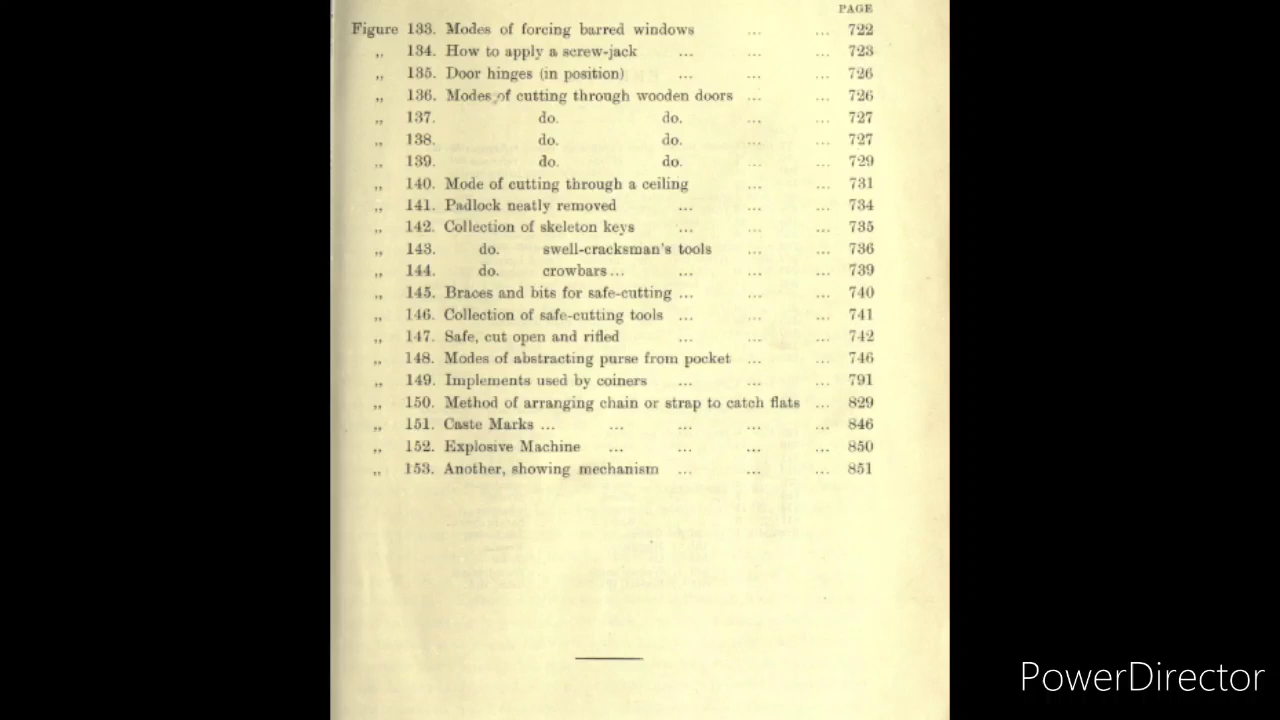 PAGE
Figure 133. Modes of forcing barred windows ... ... 722
„ 134. How to apply a screw-jack ... ... ... 723
„ 135. Door hinges (in position) ... ... ... 726
„ 136. Modes of cutting through wooden doors ... ... 726
„ 137. do. do. ... ... 727
„ 138. do. do. ... ... 727
„ 139. do. do. ... ... 729
„ 140. Mode of cutting through a ceiling ... ... 731
„ 141. Padlock neatly removed ... ... ... 734
„ 142. Collection of skeleton keys ... ... ... 735
„ 143. do. swell-cracksman's tools ... ... 736
„ 144. do. crowbars ... ... ... ... 739
„ 145. Braces and bits for safe-cutting ... ... ... 740
„ 146. Collection of safe-cutting tools ... ... ... 741
„ 147. Safe, cut open and rifled ... ... ... 742
„ 148. Modes of abstracting purse from pocket ... ... 746
„ 149. Implements used by coiners ... ... ... 791
„ 150. Method of arranging chain or strap to catch flats ... 829
„ 151. Caste Marks ... ... ... ... ... 846
„ 152. Explosive Machine ... ... ... ... 850
„ 153. Another, showing mechanism ... ... ... 851
PowerDirector